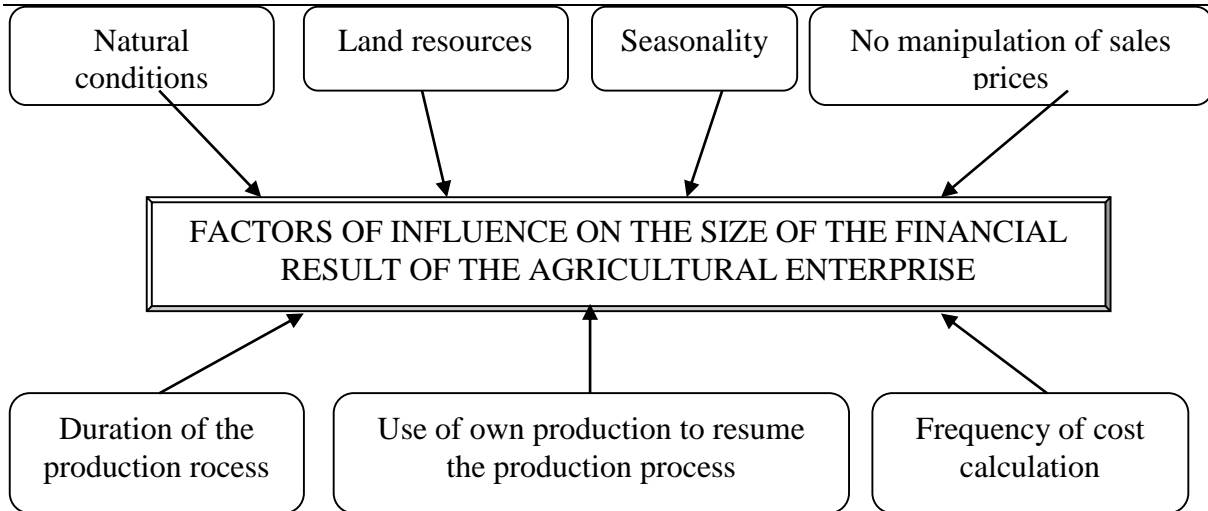 Natural
conditions
Land resources
Seasonality
No manipulation of sales
prices
FACTORS OF INFLUENCE ON THE SIZE OF THE FINANCIAL
RESULT OF THE AGRICULTURAL ENTERPRISE
Duration of the
production rocess
Use of own production to resume
the production process
Frequency of cost
calculation